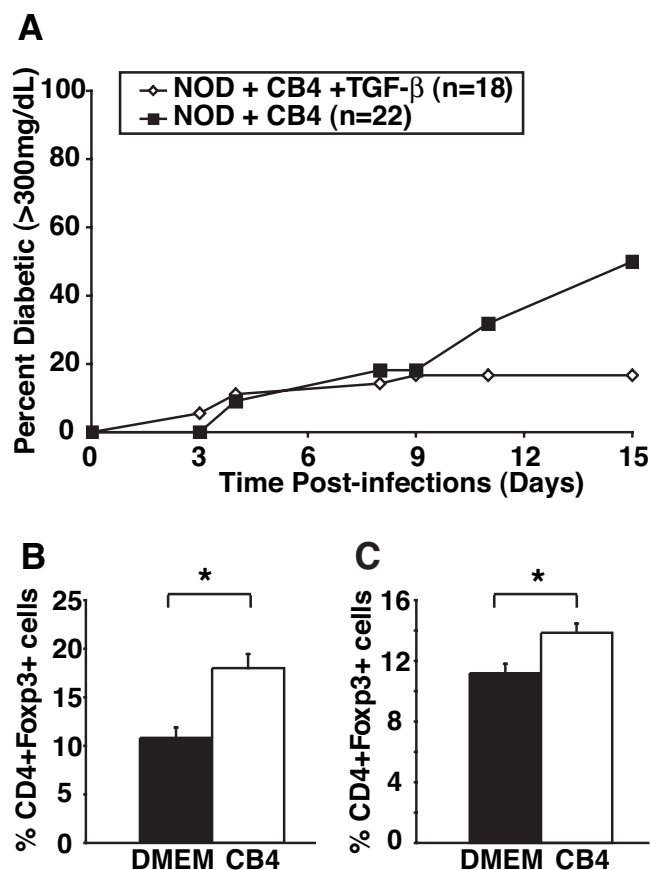 A
NOD + CB4 +TGF-β (n=18)
NOD + CB4 (n=22)
Percent Diabetic (>300mg/dL)
100
80
60
40
20
0
0 3 6 9 12 15
Time Post-infections (Days)
B
% CD4+Foxp3+ cells
25
20
15
10
5
0
*
DMEM CB4
C
% CD4+Foxp3+ cells
16
12
8
4
0
*
DMEM CB4